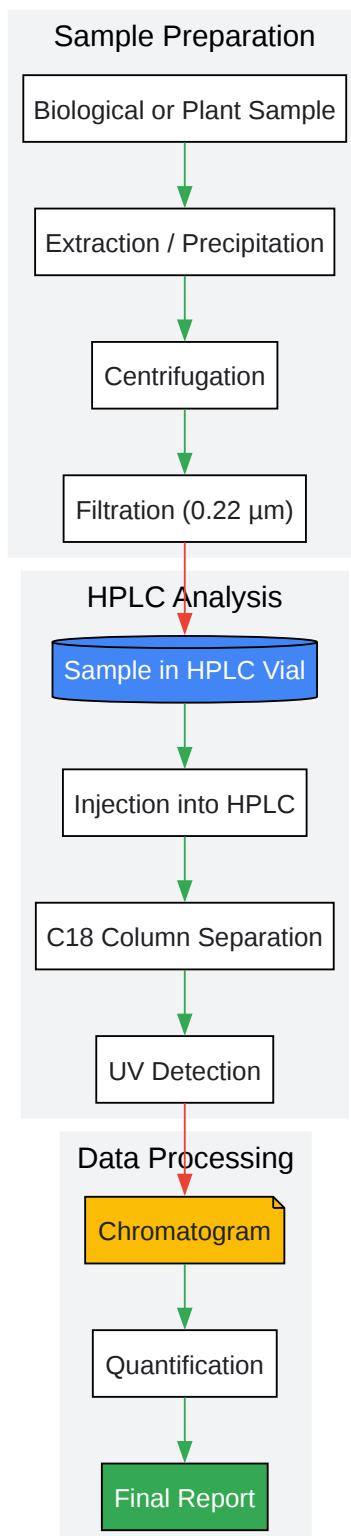 Sample Preparation
Biological or Plant Sample
Extraction / Precipitation
Centrifugation
Filtration (0.22 µm)
HPLC Analysis
Sample in HPLC Vial
Injection into HPLC
C18 Column Separation
UV Detection
Data Processing
Chromatogram
Quantification
Final Report